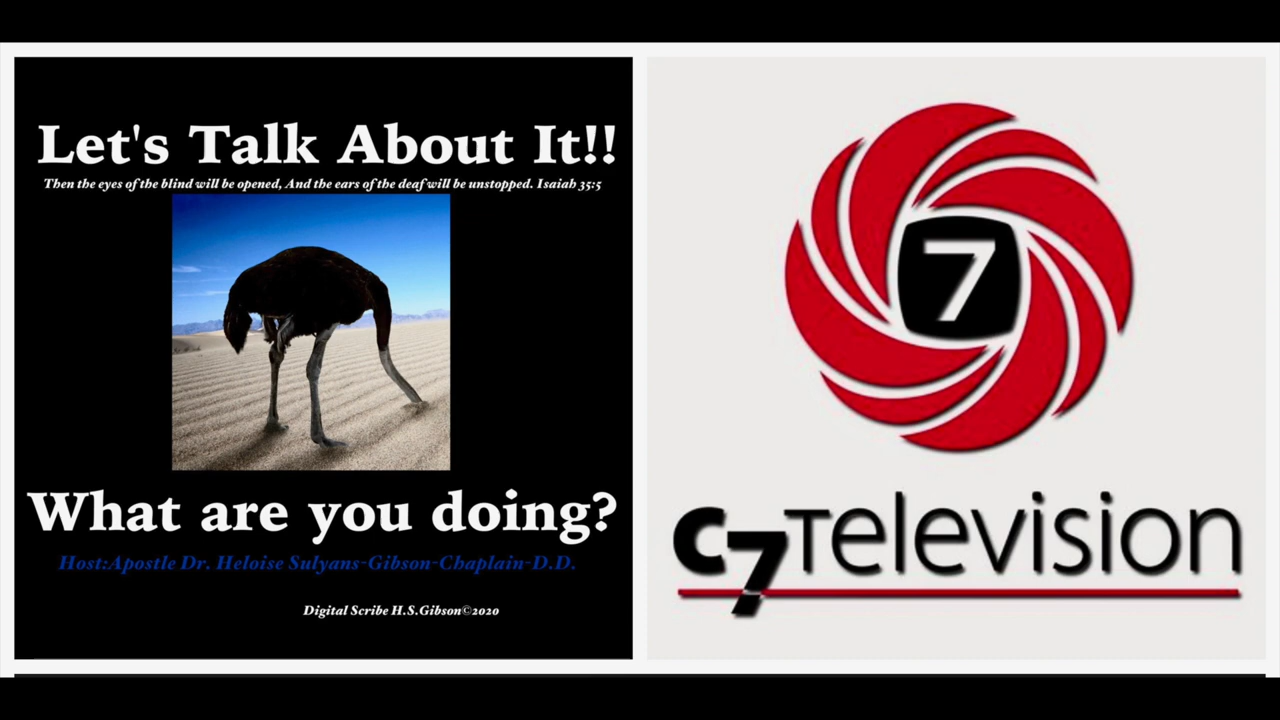 Let's Talk About It!!
Then the eyes of the blind will be opened, And the ears of the deaf will be unstopped. Isaiah 35:5
What are you doing?
Host:Apostle Dr. Heloise Sulyans-Gibson-Chaplain-D.D.
Digital Scribe H.S.Gibson©2020
7
c7Television